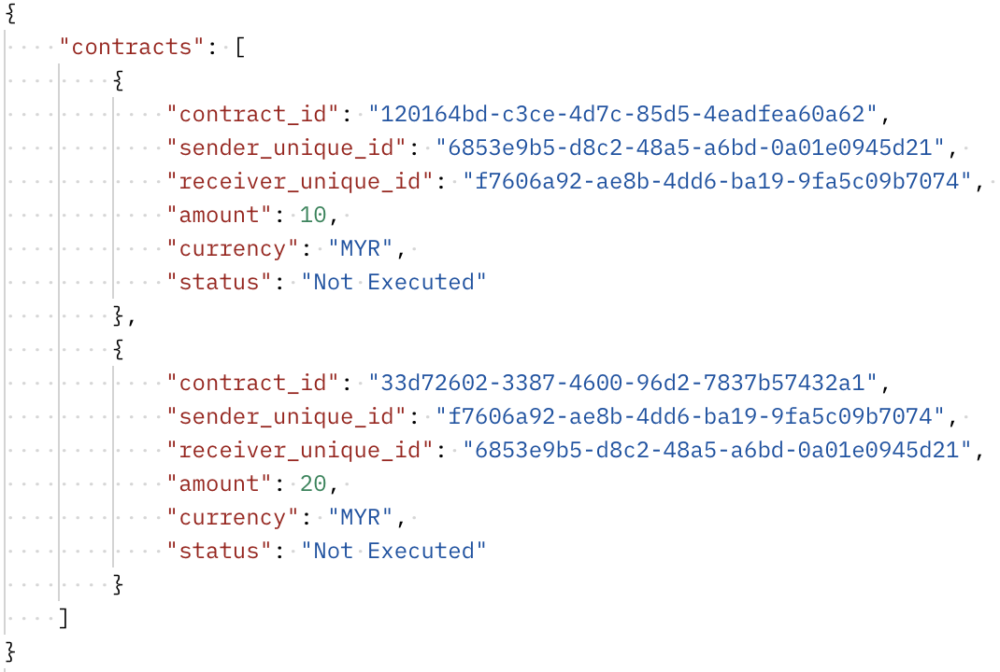 {
    "contracts": [
        {
            "contract_id": "120164bd-c3ce-4d7c-85d5-4eadfea60a62",
            "sender_unique_id": "6853e9b5-d8c2-48a5-a6bd-0a01e0945d21",
            "receiver_unique_id": "f7606a92-ae8b-4dd6-ba19-9fa5c09b7074",
            "amount": 10,
            "currency": "MYR",
            "status": "Not Executed"
        },
        {
            "contract_id": "33d72602-3387-4600-96d2-7837b57432a1",
            "sender_unique_id": "f7606a92-ae8b-4dd6-ba19-9fa5c09b7074",
            "receiver_unique_id": "6853e9b5-d8c2-48a5-a6bd-0a01e0945d21",
            "amount": 20,
            "currency": "MYR",
            "status": "Not Executed"
        }
    ]
}